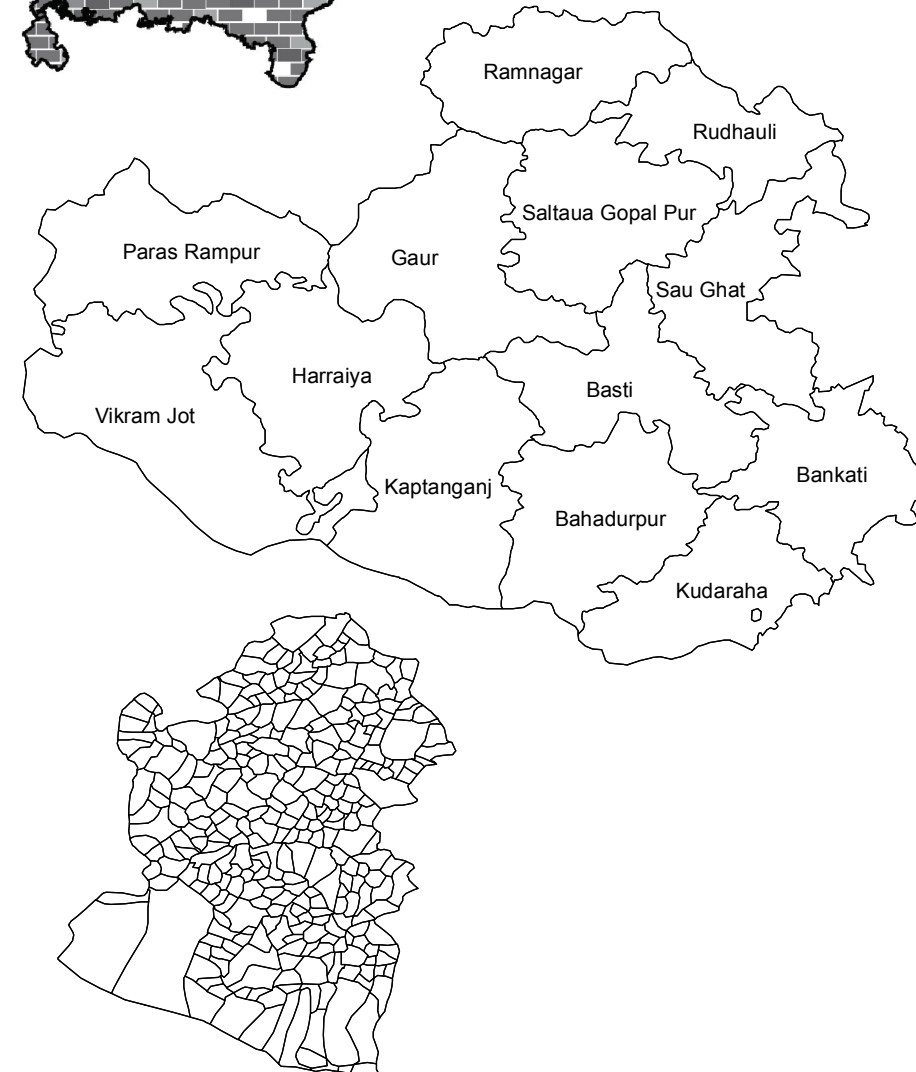 Ramnagar
Rudhauli
Saltaua Gopal Pur
Paras Rampur
Gaur
Sau Ghat
Harraiya
Basti
Vikram Jot
Bankati
Kaptanganj
Bahadurpur
Kudaraha